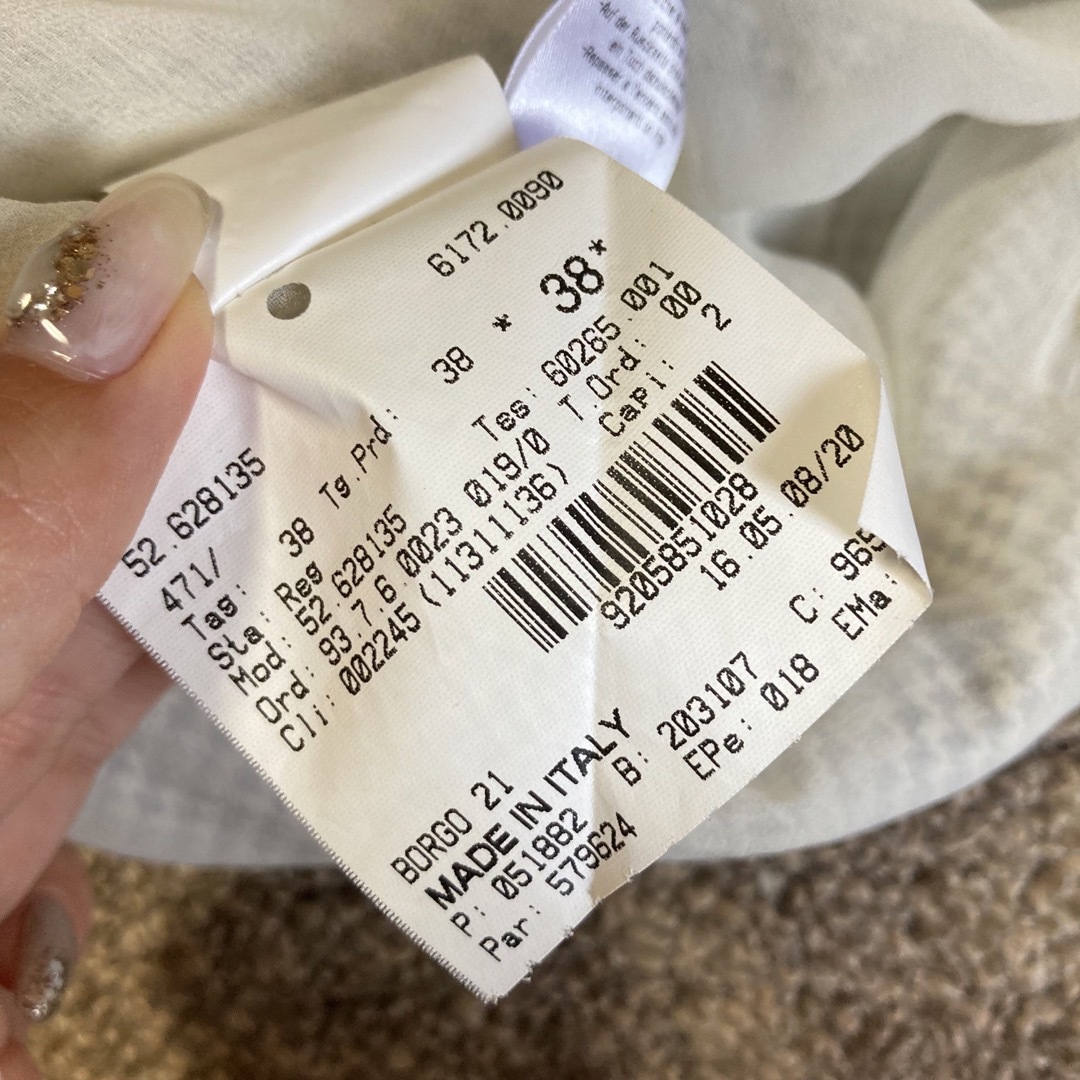 6172.0090
52.628135
471/
Tag: 38 Tg.Prd: 38 * 38*
Sta: Reg
Mod: 52.628135 Tes: 60265.001
Ord: 93.7.6.0023 019/0 T.Ord: 00
Cli: 002245 (11311136) CaPi: 2
9205851028
16.05.08/20
BORGO 21
MADE IN ITALY
C: 965
P: 051882 B: 203107 EMa:
Par: 579624 EPe: 018